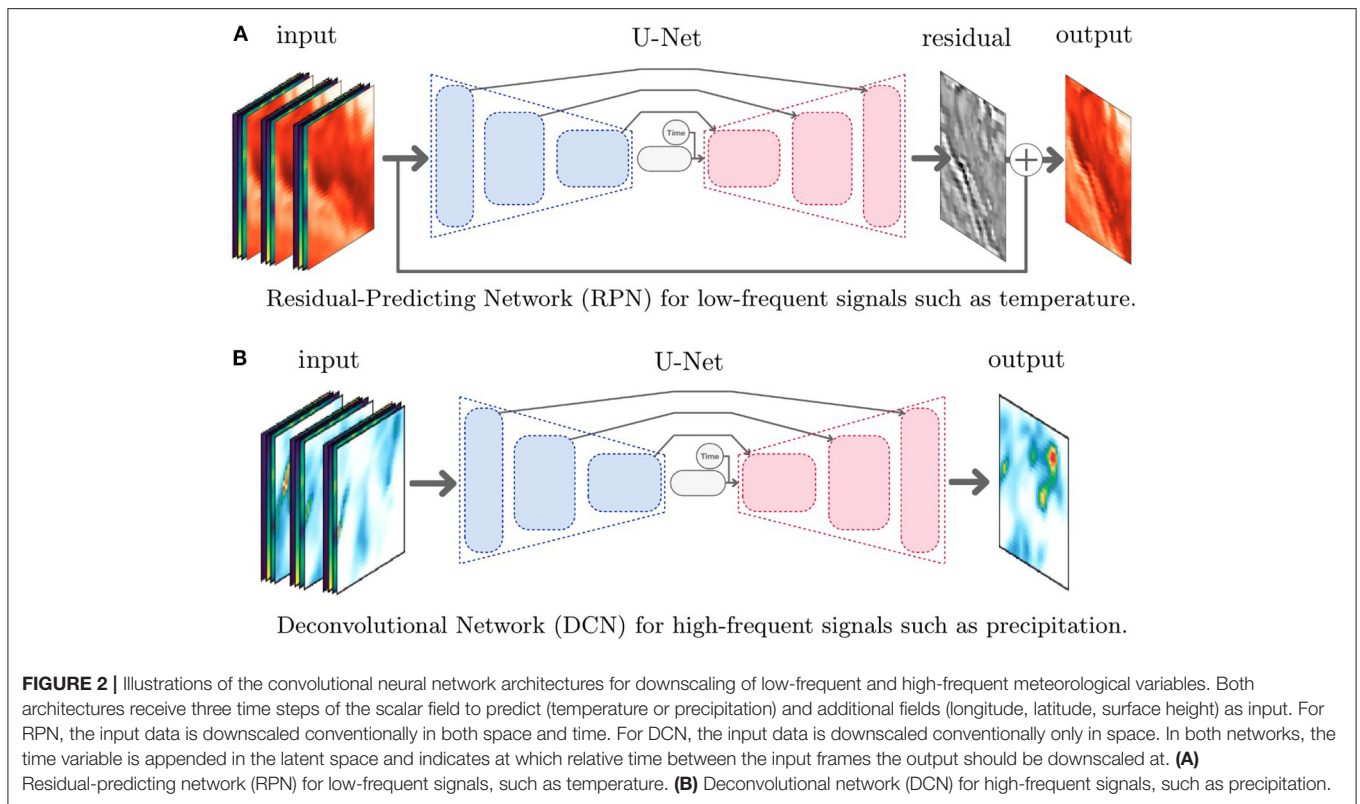 A
input
U-Net
residual
output
Time
Residual-Predicting Network (RPN) for low-frequent signals such as temperature.
B
input
U-Net
output
Time
Deconvolutional Network (DCN) for high-frequent signals such as precipitation.
FIGURE 2 | Illustrations of the convolutional neural network architectures for downscaling of low-frequent and high-frequent meteorological variables. Both
architectures receive three time steps of the scalar field to predict (temperature or precipitation) and additional fields (longitude, latitude, surface height) as input. For
RPN, the input data is downscaled conventionally in both space and time. For DCN, the input data is downscaled conventionally only in space. In both networks, the
time variable is appended in the latent space and indicates at which relative time between the input frames the output should be downscaled at. (A)
Residual-predicting network (RPN) for low-frequent signals, such as temperature. (B) Deconvolutional network (DCN) for high-frequent signals, such as precipitation.